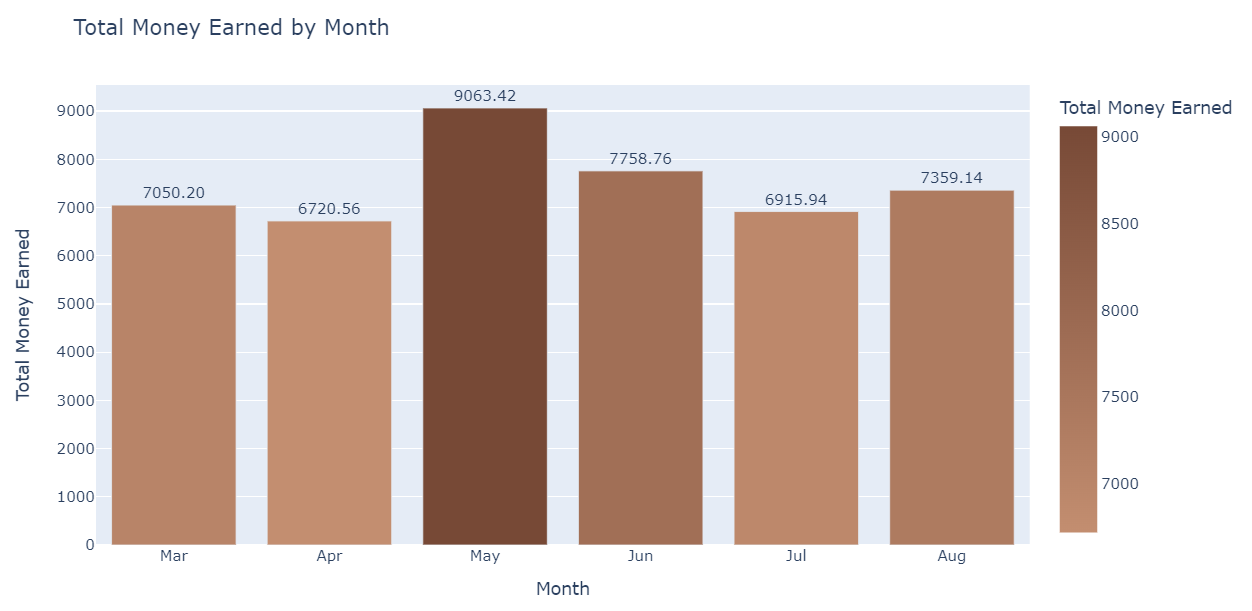 Total Money Earned by Month
Total Money Earned
9000
8000
7000
6000
5000
4000
3000
2000
1000
0
7050.20
6720.56
9063.42
7758.76
6915.94
7359.14
Mar
Apr
May
Jun
Jul
Aug
Month
Total Money Earned
9000
8500
8000
7500
7000